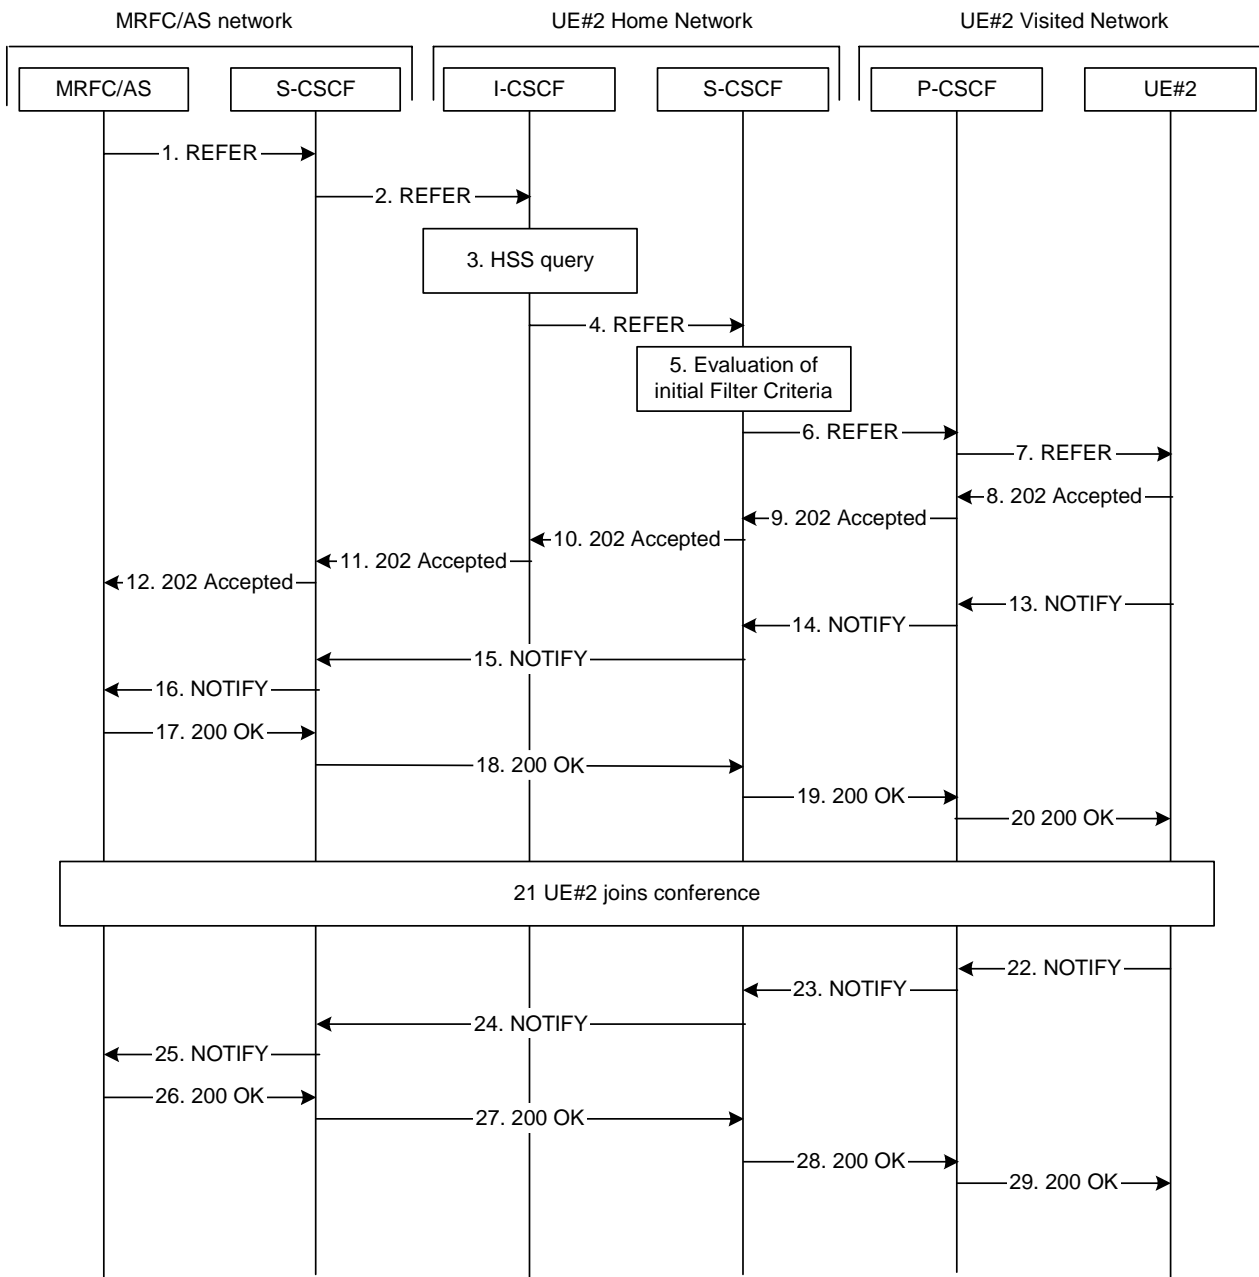 MRFC/AS network
UE#2 Home Network
UE#2 Visited Network
MRFC/AS
S-CSCF
I-CSCF
S-CSCF
P-CSCF
UE#2
1. REFER
2. REFER
3. HSS query
4. REFER
5. Evaluation of
initial Filter Criteria
6. REFER
7. REFER
8. 202 Accepted
9. 202 Accepted
10. 202 Accepted
11. 202 Accepted
12. 202 Accepted
13. NOTIFY
14. NOTIFY
15. NOTIFY
16. NOTIFY
17. 200 OK
18. 200 OK
19. 200 OK
20 200 OK
21 UE#2 joins conference
22. NOTIFY
23. NOTIFY
24. NOTIFY
25. NOTIFY
26. 200 OK
27. 200 OK
28. 200 OK
29. 200 OK